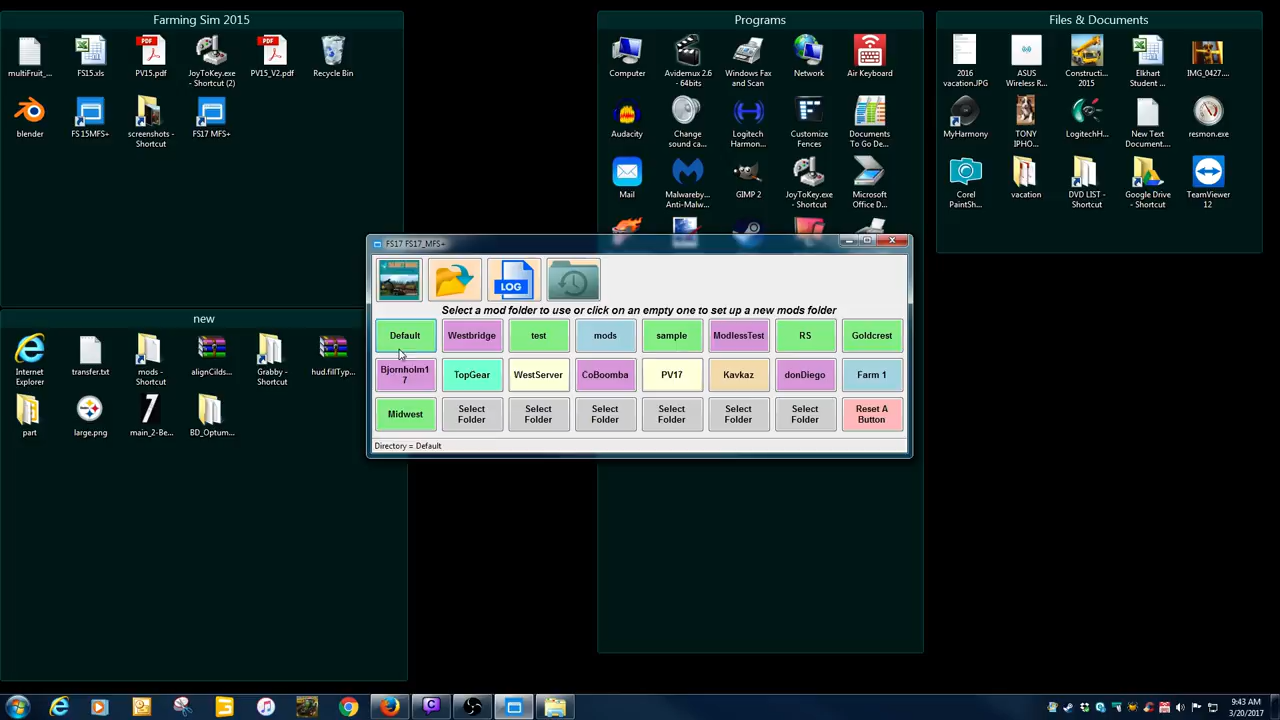 Farming Sim 2015
multiFruit_...
FS15.xls
PV15.pdf
JoyToKey.exe
- Shortcut (2)
PV15_V2.pdf
Recycle Bin
blender
FS15MFS+
screenshots -
Shortcut
FS17 MFS+
Programs
Computer
Avidemux 2.6
- 64bits
Windows Fax
and Scan
Network
Air Keyboard
Audacity
Change
sound ca...
Logitech
Harmon...
Customize
Fences
Documents
To Go De...
Mail
Malwareby...
Anti-Malw...
GIMP 2
JoyToKey.exe
- Shortcut
Microsoft
Office D...
Files & Documents
2016
vacation.JPG
ASUS
Wireless R...
Constructi...
2015
Elkhart
Student ...
IMG_0427....
MyHarmony
TONY
IPHO...
LogitechH...
New Text
Document....
resmon.exe
Corel
PaintSh...
vacation
DVD LIST -
Shortcut
Google Drive
- Shortcut
TeamViewer
12
FS17 FS17_MFS+
LOG
Select a mod folder to use or click on an empty one to set up a new mods folder
Default
Westbridge
test
mods
sample
ModlessTest
RS
Goldcrest
Bjornholm1
7
TopGear
WestServer
CoBoomba
PV17
Kavkaz
donDiego
Farm 1
Midwest
Select
Folder
Select
Folder
Select
Folder
Select
Folder
Select
Folder
Select
Folder
Reset A
Button
Directory = Default
new
Internet
Explorer
transfer.txt
mods -
Shortcut
alignCilds...
Grabby -
Shortcut
hud.fillTyp...
part
large.png
main_2-Be...
BD_Optum...
9:43 AM
3/20/2017